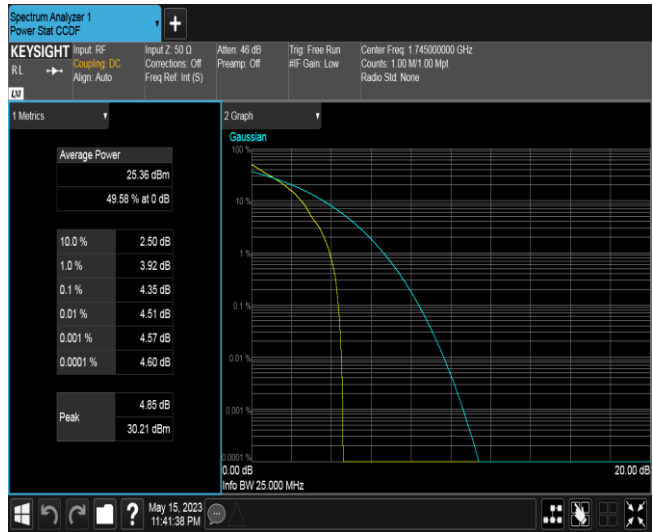 Spectrum Analyzer 1
Power Stat CCDF
KEYSIGHT
RL
LXI
Input: RF
Coupling: DC
Align: Auto
Input Z: 50 Ω
Corrections: Off
Freq Ref: Int (S)
Atten: 46 dB
Preamp: Off
Trig: Free Run
#IF Gain: Low
Center Freq: 1.745000000 GHz
Counts: 1.00 M/1.00 Mpt
Radio Std: None
1 Metrics
Average Power
25.36 dBm
49.58 % at 0 dB
10.0 % 2.50 dB
1.0 % 3.92 dB
0.1 % 4.35 dB
0.01 % 4.51 dB
0.001 % 4.57 dB
0.0001 % 4.60 dB
Peak
4.85 dB
30.21 dBm
2 Graph
Gaussian
100 %
10 %
1 %
0.1 %
0.01 %
0.001 %
0.0001 %
0.00 dB 20.00 dB
Info BW 25.000 MHz
May 15, 2023
11:41:38 PM